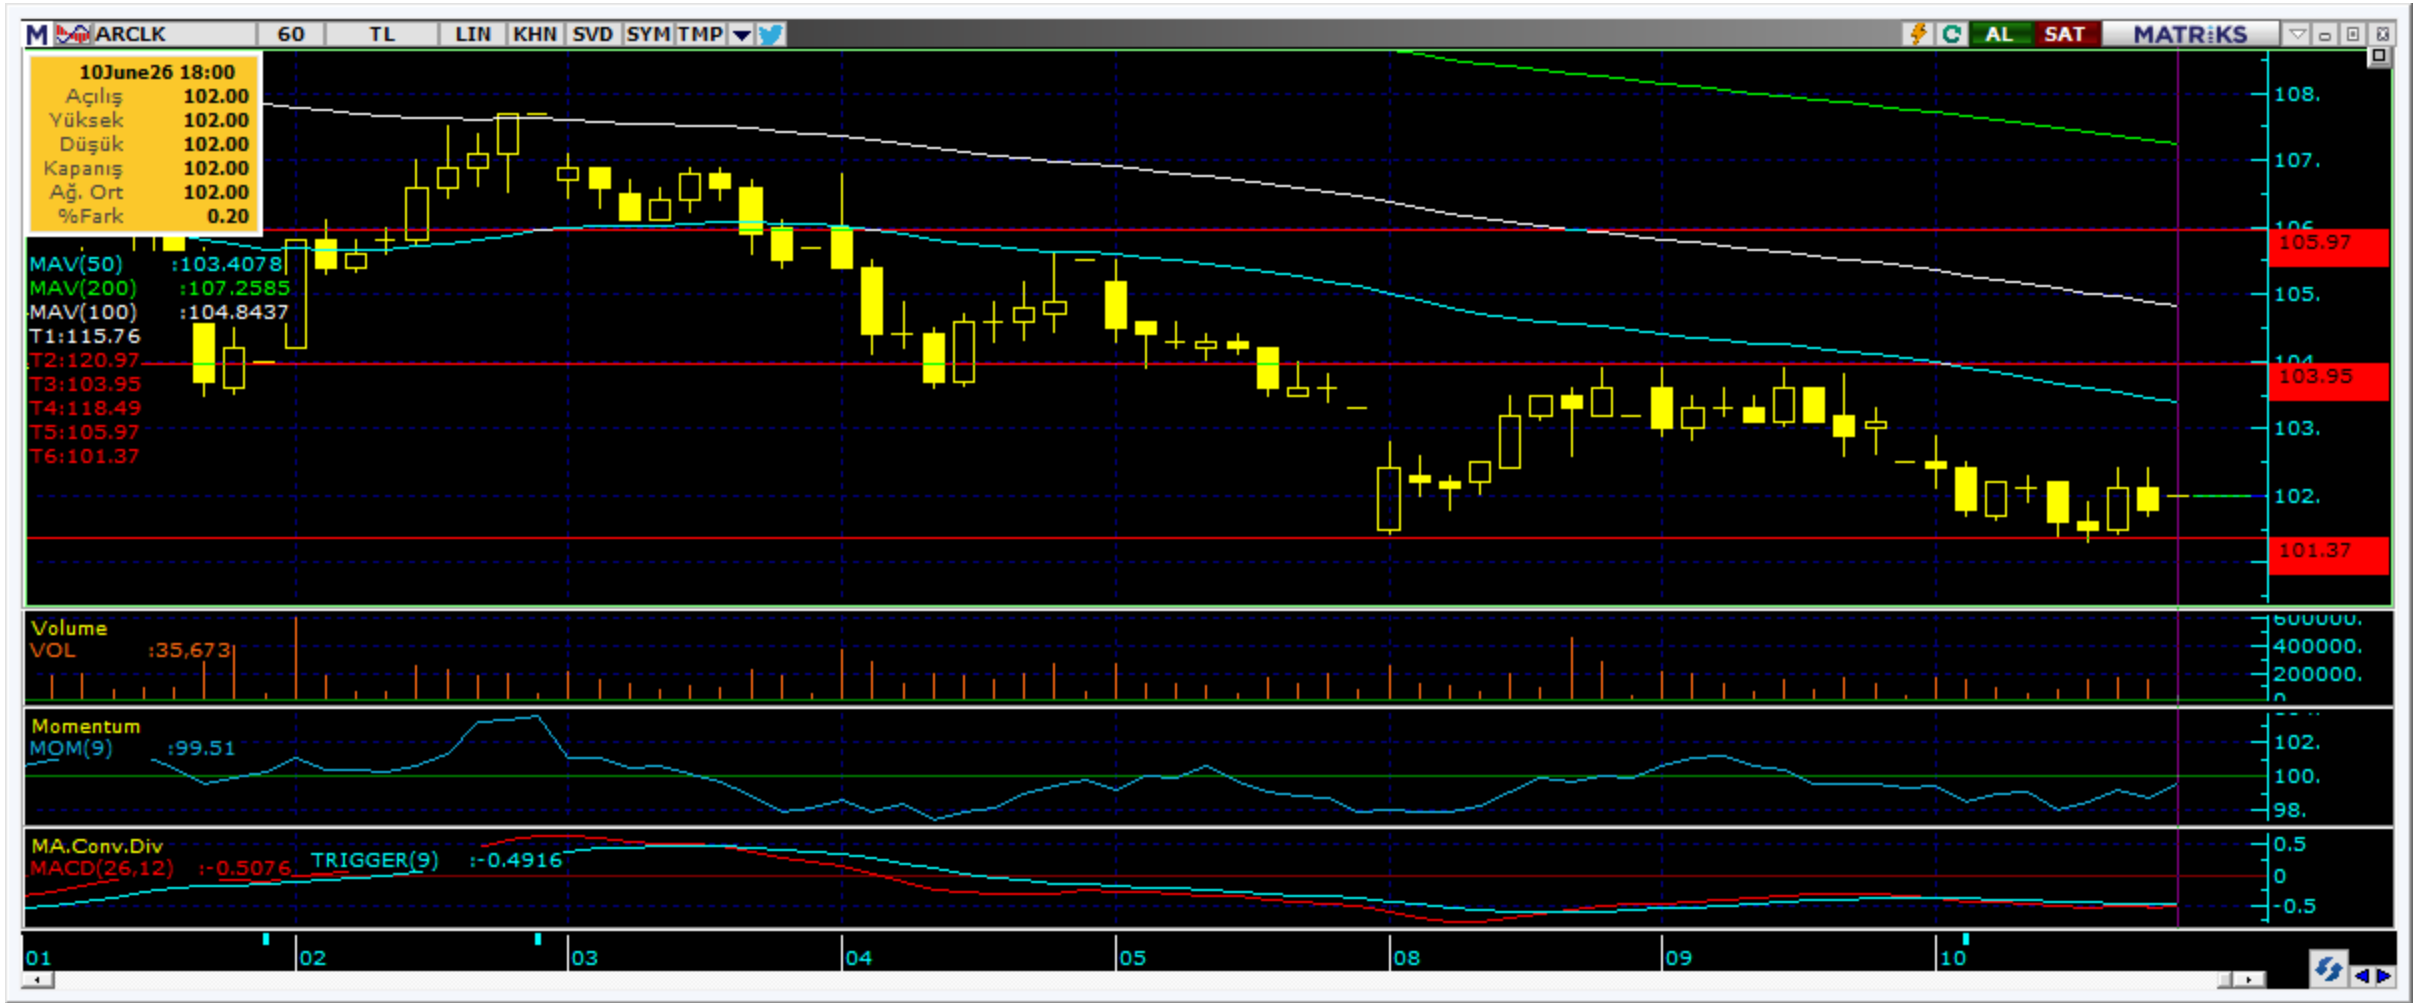 M ARCLK 60 TL LIN KHN SVD SYM TMP AL SAT MATRiKS
10June26 18:00
Açılış 102.00
Yüksek 102.00
Düşük 102.00
Kapanış 102.00
Ağ. Ort 102.00
%Fark 0.20
MAV(50) :103.4078
MAV(200) :107.2585
MAV(100) :104.8437
T1:115.76
T2:120.97
T3:103.95
T4:118.49
T5:105.97
T6:101.37
108.
107.
106.
105.97
105.
104.
103.95
103.
102.
101.37
Volume
VOL :35,673
600000.
400000.
200000.
0
Momentum
MOM(9) :99.51
102.
100.
98.
MA.Conv.Div
MACD(26,12) :-0.5076 TRIGGER(9) :-0.4916
0.5
0
-0.5
01 02 03 04 05 08 09 10